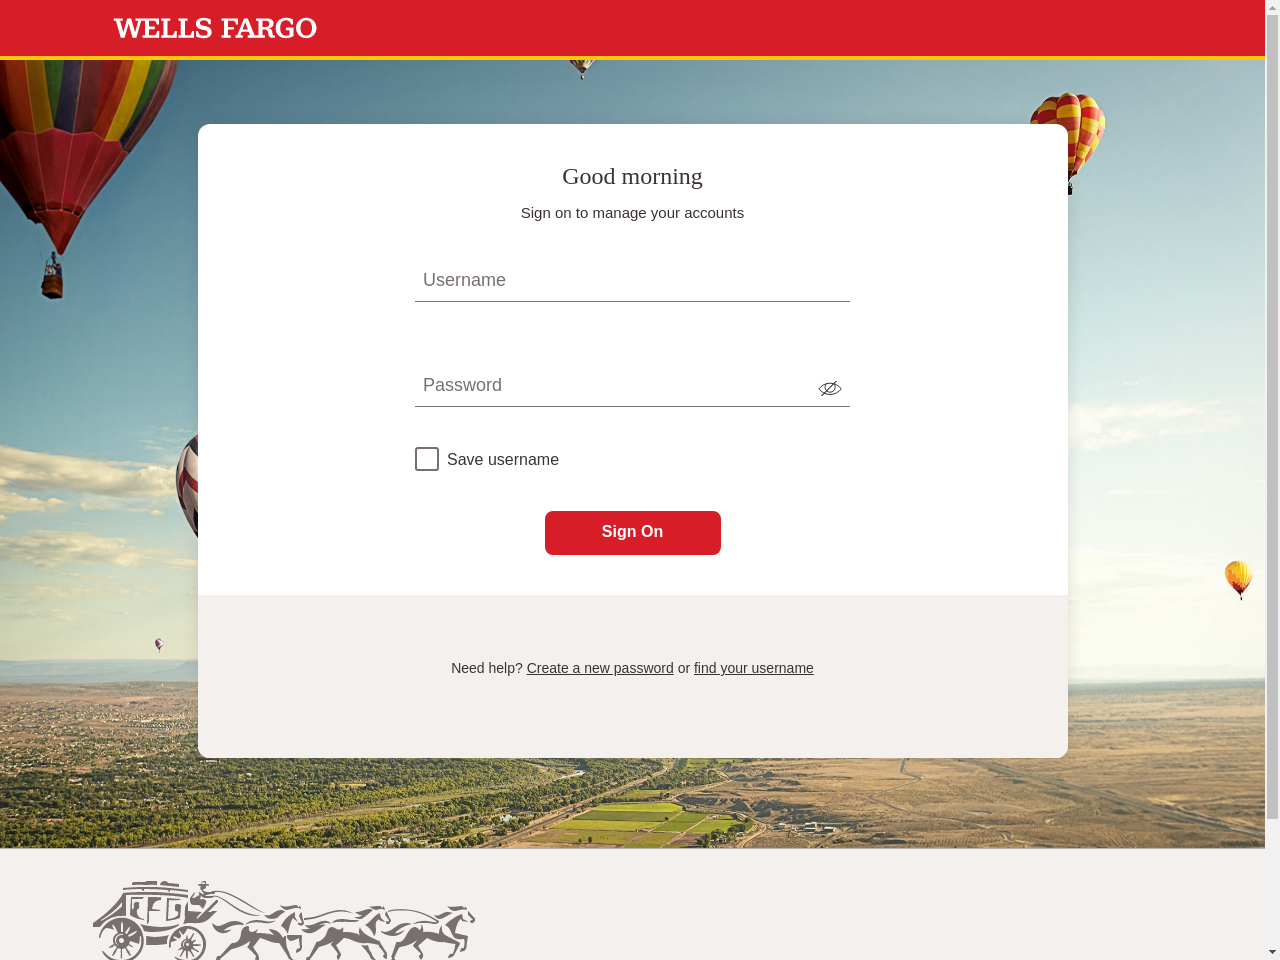 WELLS FARGO
Good morning
Sign on to manage your accounts
Username
Password
Save username
Sign On
Need help? Create a new password or find your username